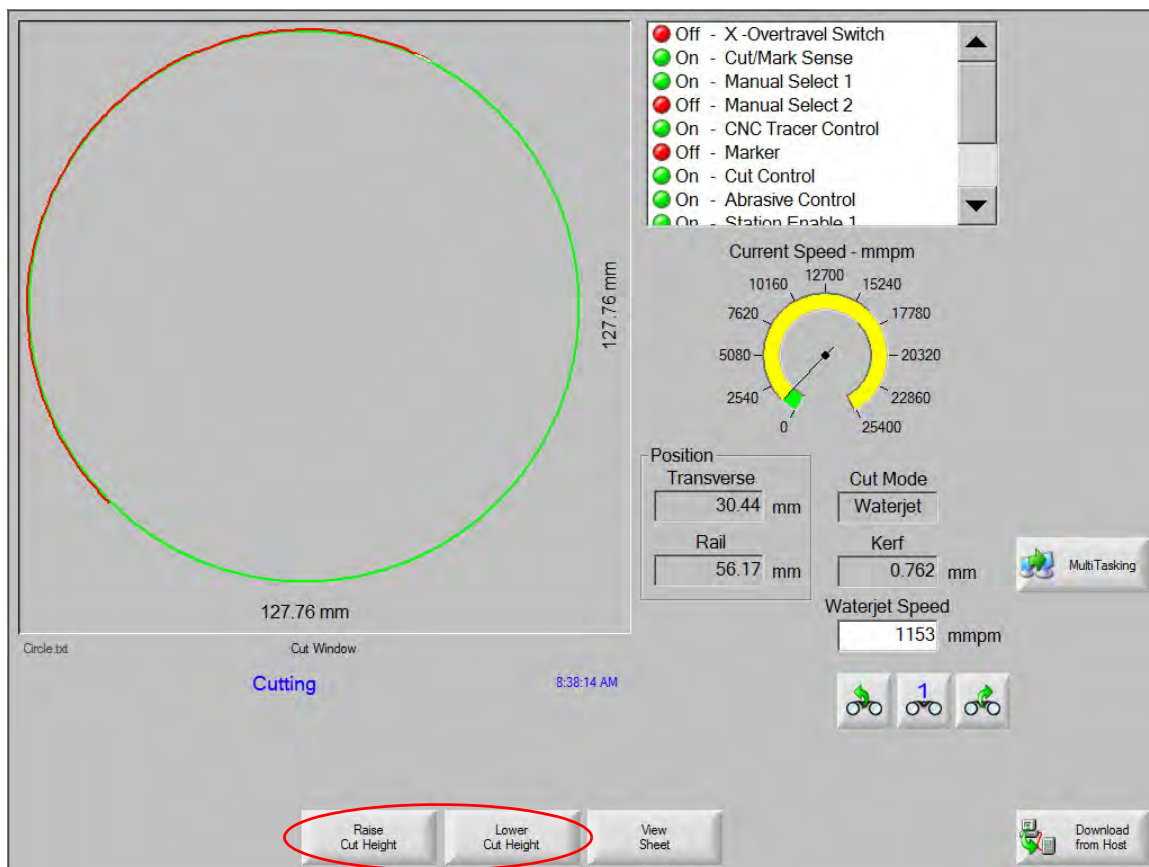 Off - X -Overtravel Switch
On - Cut/Mark Sense
On - Manual Select 1
Off - Manual Select 2
On - CNC Tracer Control
Off - Marker
On - Cut Control
On - Abrasive Control
On - Station Enable 1
127.76 mm
127.76 mm
Circle.txt
Cut Window
Cutting
8:38:14 AM
Current Speed - mmpm
0
2540
5080
7620
10160
12700
15240
17780
20320
22860
25400
Position
Transverse
30.44 mm
Rail
56.17 mm
Cut Mode
Waterjet
Kerf
0.762 mm
Waterjet Speed
1153 mmpm
1
MultiTasking
Raise
Cut Height
Lower
Cut Height
View
Sheet
Download
from Host